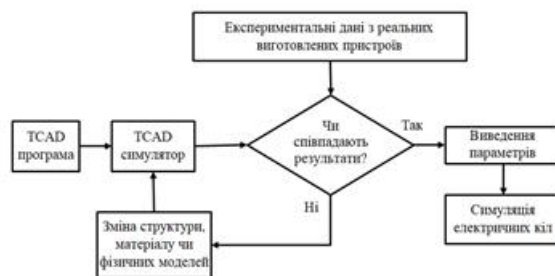 Експериментальні дані з реальних
виготовлених пристроїв
TCAD
програма
TCAD
симулятор
Чи
співпадають
результати?
Так
Виведення
параметрів
Ні
Зміна структури,
матеріалу чи
фізичних моделей
Симуляція
електричних кіл